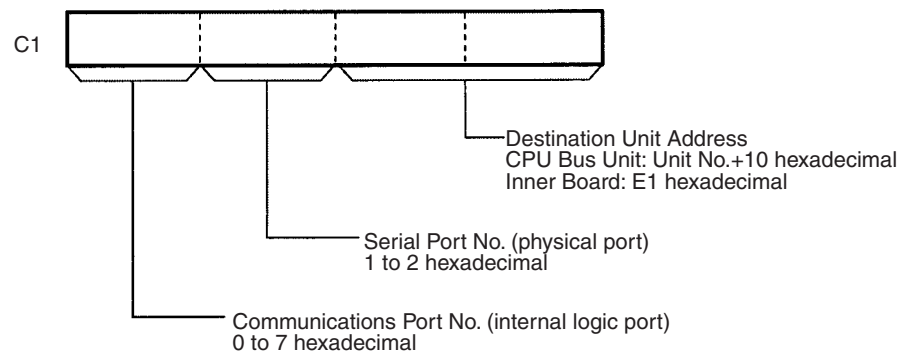 C1
Destination Unit Address
CPU Bus Unit: Unit No.+10 hexadecimal
Inner Board: E1 hexadecimal
Serial Port No. (physical port)
1 to 2 hexadecimal
Communications Port No. (internal logic port)
0 to 7 hexadecimal